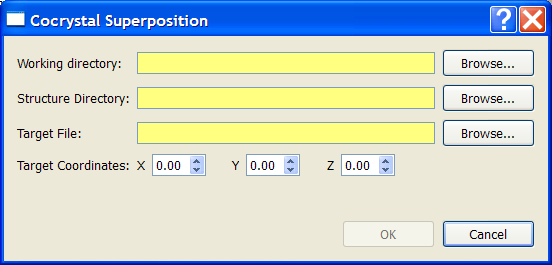 Cocrystal Superposition
Working directory: Browse...
Structure Directory: Browse...
Target File: Browse...
Target Coordinates: X 0.00 Y 0.00 Z 0.00
OK Cancel